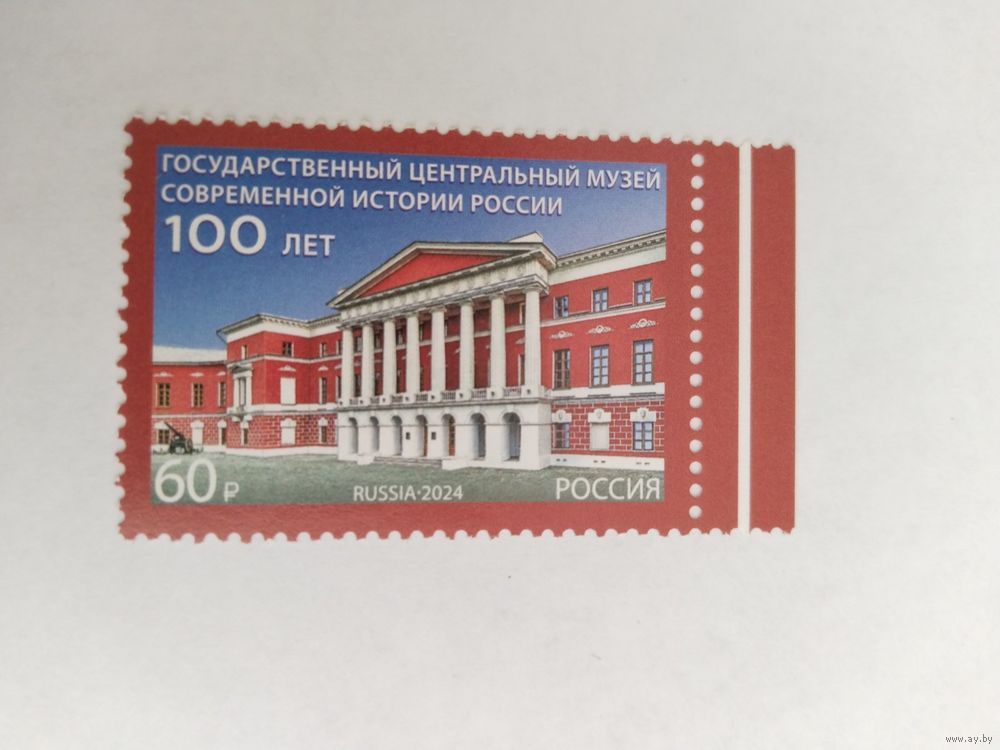 ГОСУДАРСТВЕННЫЙ ЦЕНТРАЛЬНЫЙ МУЗЕЙ
СОВРЕМЕННОЙ ИСТОРИИ РОССИИ
100 ЛЕТ
60 ₽
RUSSIA·2024
РОССИЯ
www.ay.by